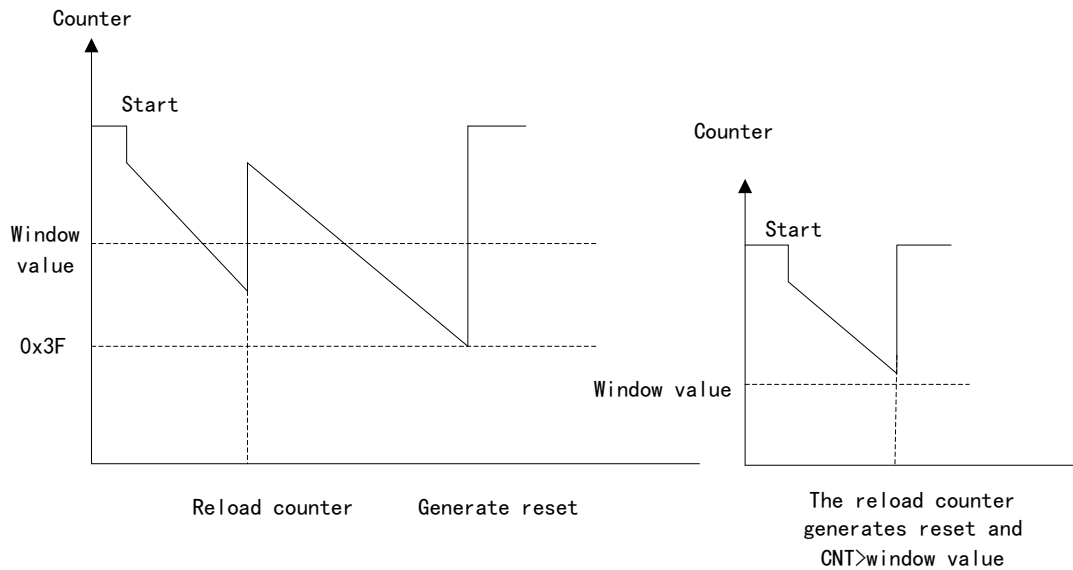 Counter
Start
Window
value
0x3F
Reload counter
Generate reset
Counter
Start
Window value
The reload counter
generates reset and
CNT>window value